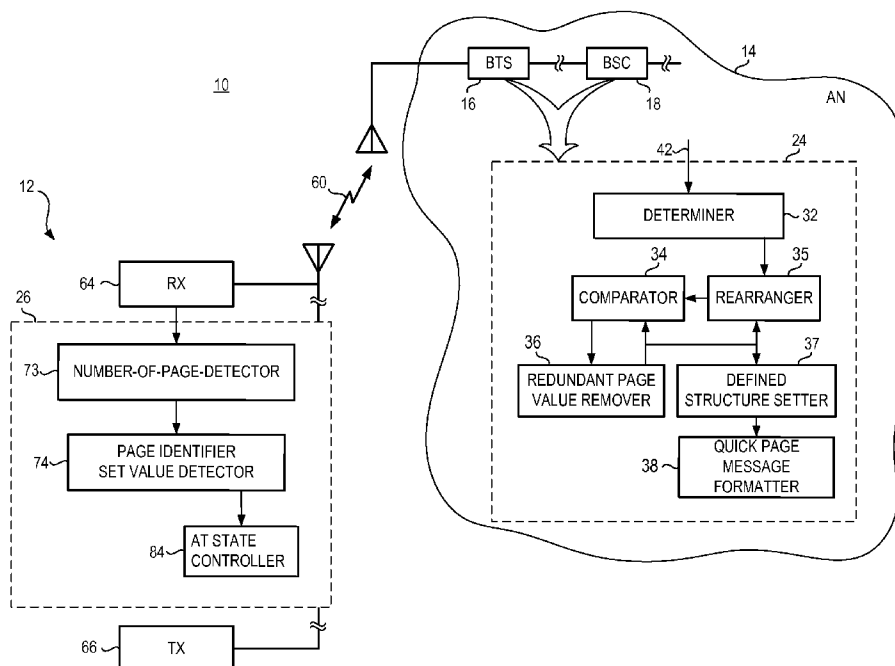 10
12
BTS
16
BSC
18
14
AN
60
42
24
DETERMINER
32
34
COMPARATOR
35
REARRANGER
36
REDUNDANT PAGE
VALUE REMOVER
37
DEFINED
STRUCTURE SETTER
38
QUICK PAGE
MESSAGE
FORMATTER
64
RX
26
73
NUMBER-OF-PAGE-DETECTOR
74
PAGE IDENTIFIER
SET VALUE DETECTOR
84
AT STATE
CONTROLLER
66
TX